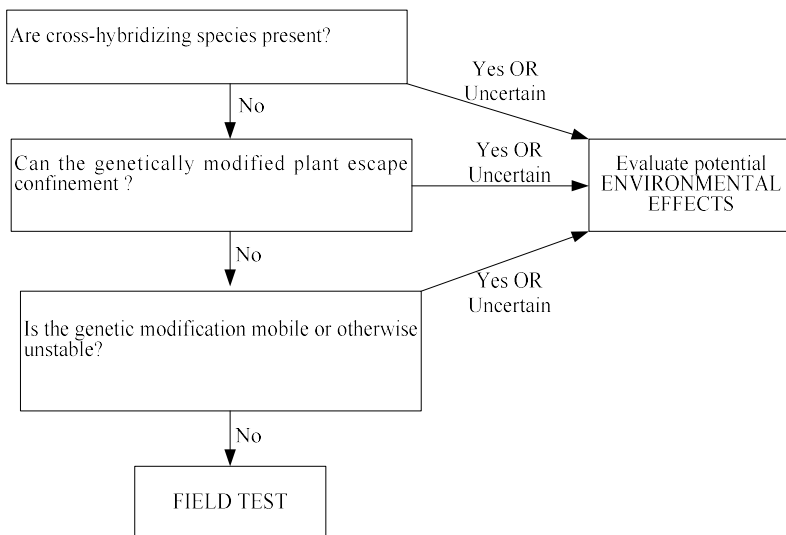 Are cross-hybridizing species present?
Yes OR
Uncertain
No
Can the genetically modified plant escape
confinement ?
Yes OR
Uncertain
Evaluate potential
ENVIRONMENTAL
EFFECTS
No
Is the genetic modification mobile or otherwise
unstable?
Yes OR
Uncertain
No
FIELD TEST